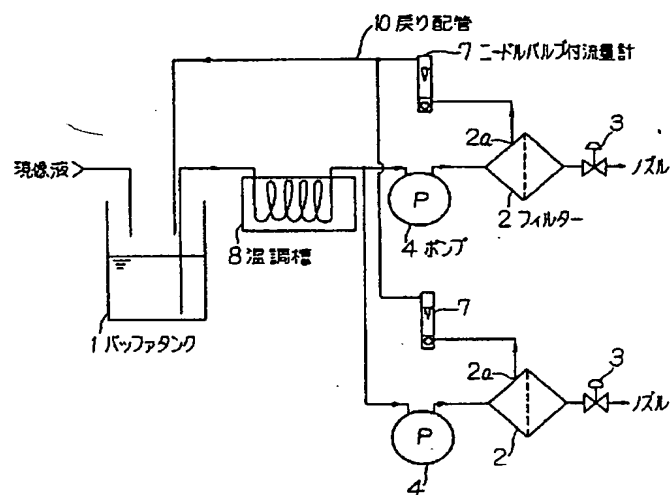 10 戻り配管
7 ニードルバルブ付流量計
2a
3
現像液
ノズル
P
2 フィルター
4 ポンプ
8 温調槽
1 バッファタンク
7
2a
3
ノズル
P
2
4